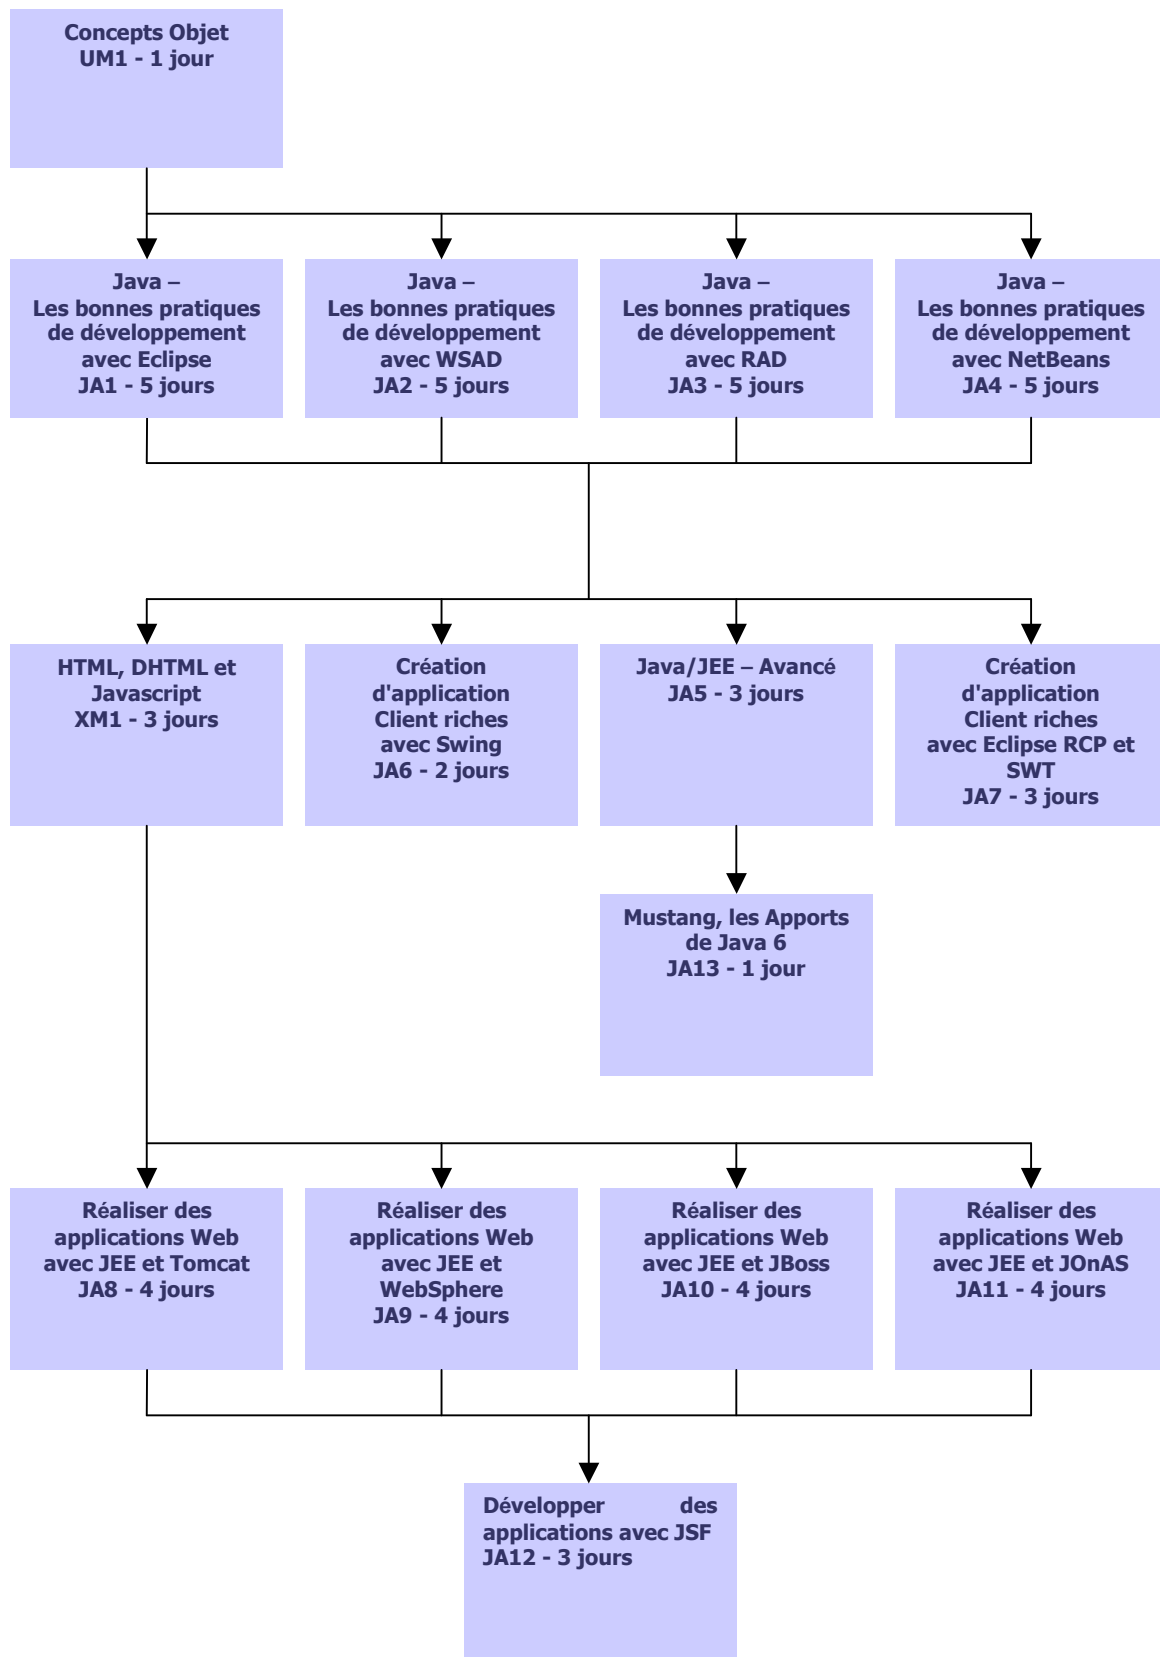 Concepts Objet
UM1 - 1 jour
Java –
Les bonnes pratiques
de développement
avec Eclipse
JA1 - 5 jours
Java –
Les bonnes pratiques
de développement
avec WSAD
JA2 - 5 jours
Java –
Les bonnes pratiques
de développement
avec RAD
JA3 - 5 jours
Java –
Les bonnes pratiques
de développement
avec NetBeans
JA4 - 5 jours
HTML, DHTML et
Javascript
XM1 - 3 jours
Création
d'application
Client riches
avec Swing
JA6 - 2 jours
Java/JEE – Avancé
JA5 - 3 jours
Création
d'application
Client riches
avec Eclipse RCP et
SWT
JA7 - 3 jours
Mustang, les Apports
de Java 6
JA13 - 1 jour
Réaliser des
applications Web
avec JEE et Tomcat
JA8 - 4 jours
Réaliser des
applications Web
avec JEE et
WebSphere
JA9 - 4 jours
Réaliser des
applications Web
avec JEE et JBoss
JA10 - 4 jours
Réaliser des
applications Web
avec JEE et JOnAS
JA11 - 4 jours
Développer des
applications avec JSF
JA12 - 3 jours